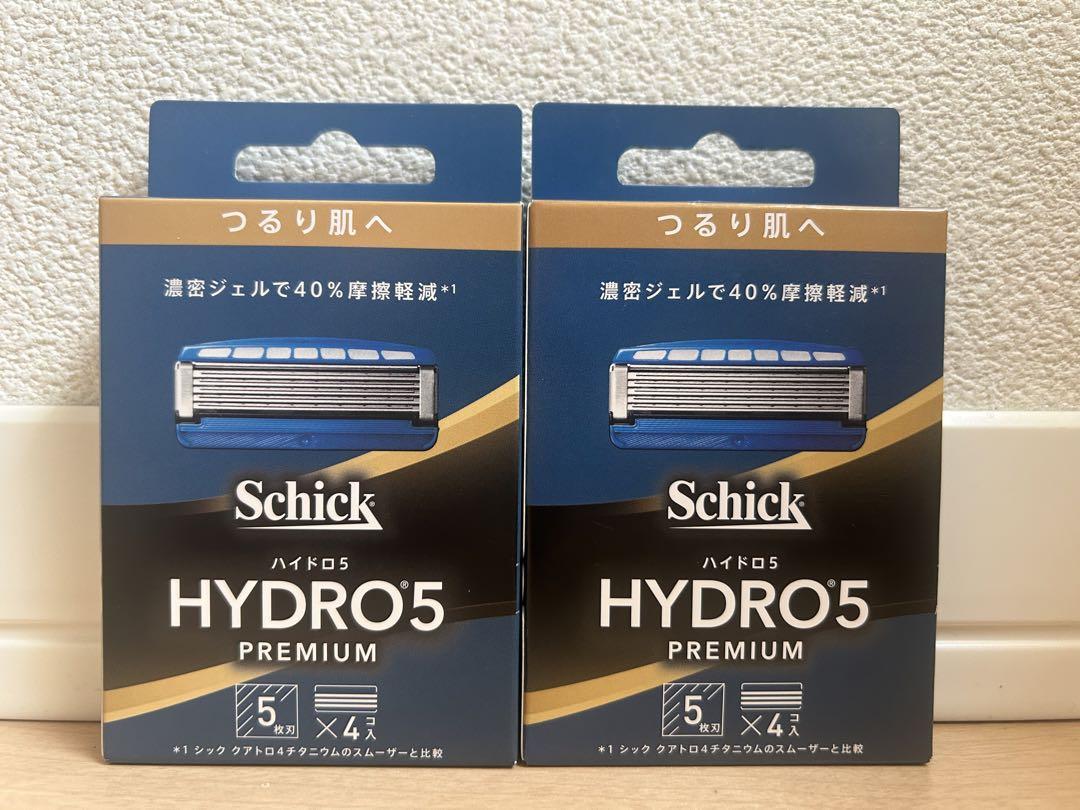 つるり肌へ
濃密ジェルで40%摩擦軽減*1
Schick
ハイドロ5
HYDRO®5
PREMIUM
5枚刃
×4コ入
*1 シック クアトロ4チタニウムのスムーザーと比較
つるり肌へ
濃密ジェルで40%摩擦軽減*1
Schick
ハイドロ5
HYDRO®5
PREMIUM
5枚刃
×4コ入
*1 シック クアトロ4チタニウムのスムーザーと比較